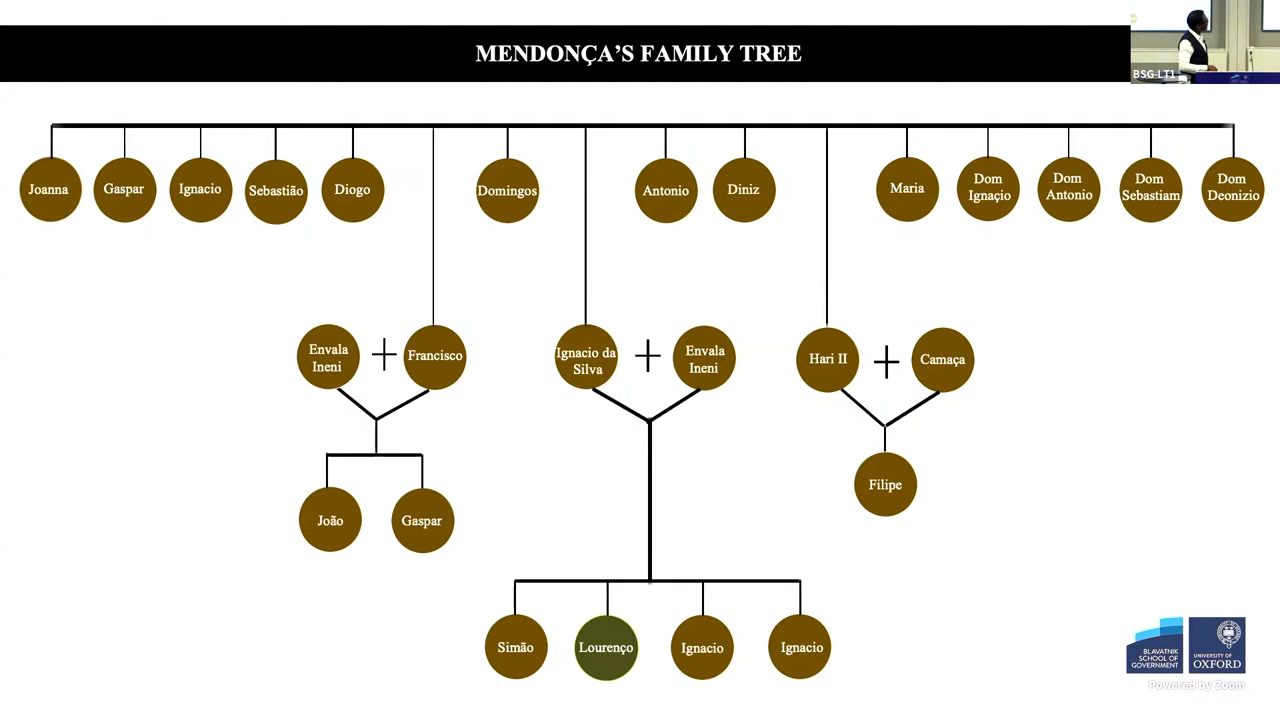 MENDONÇA'S FAMILY TREE
BSG-LT1
Joanna
Gaspar
Ignacio
Sebastião
Diogo
Domingos
Antonio
Diniz
Maria
Dom
Ignaçio
Dom
Antonio
Dom
Sebastiam
Dom
Deonizio
Envala
Ineni
+
Francisco
Ignacio da
Silva
+
Envala
Ineni
Hari II
+
Camaça
João
Gaspar
Filipe
Simão
Lourenço
Ignacio
Ignacio
BLAVATNIK
SCHOOL OF
GOVERNMENT
UNIVERSITY OF
OXFORD
Powered by Zoom